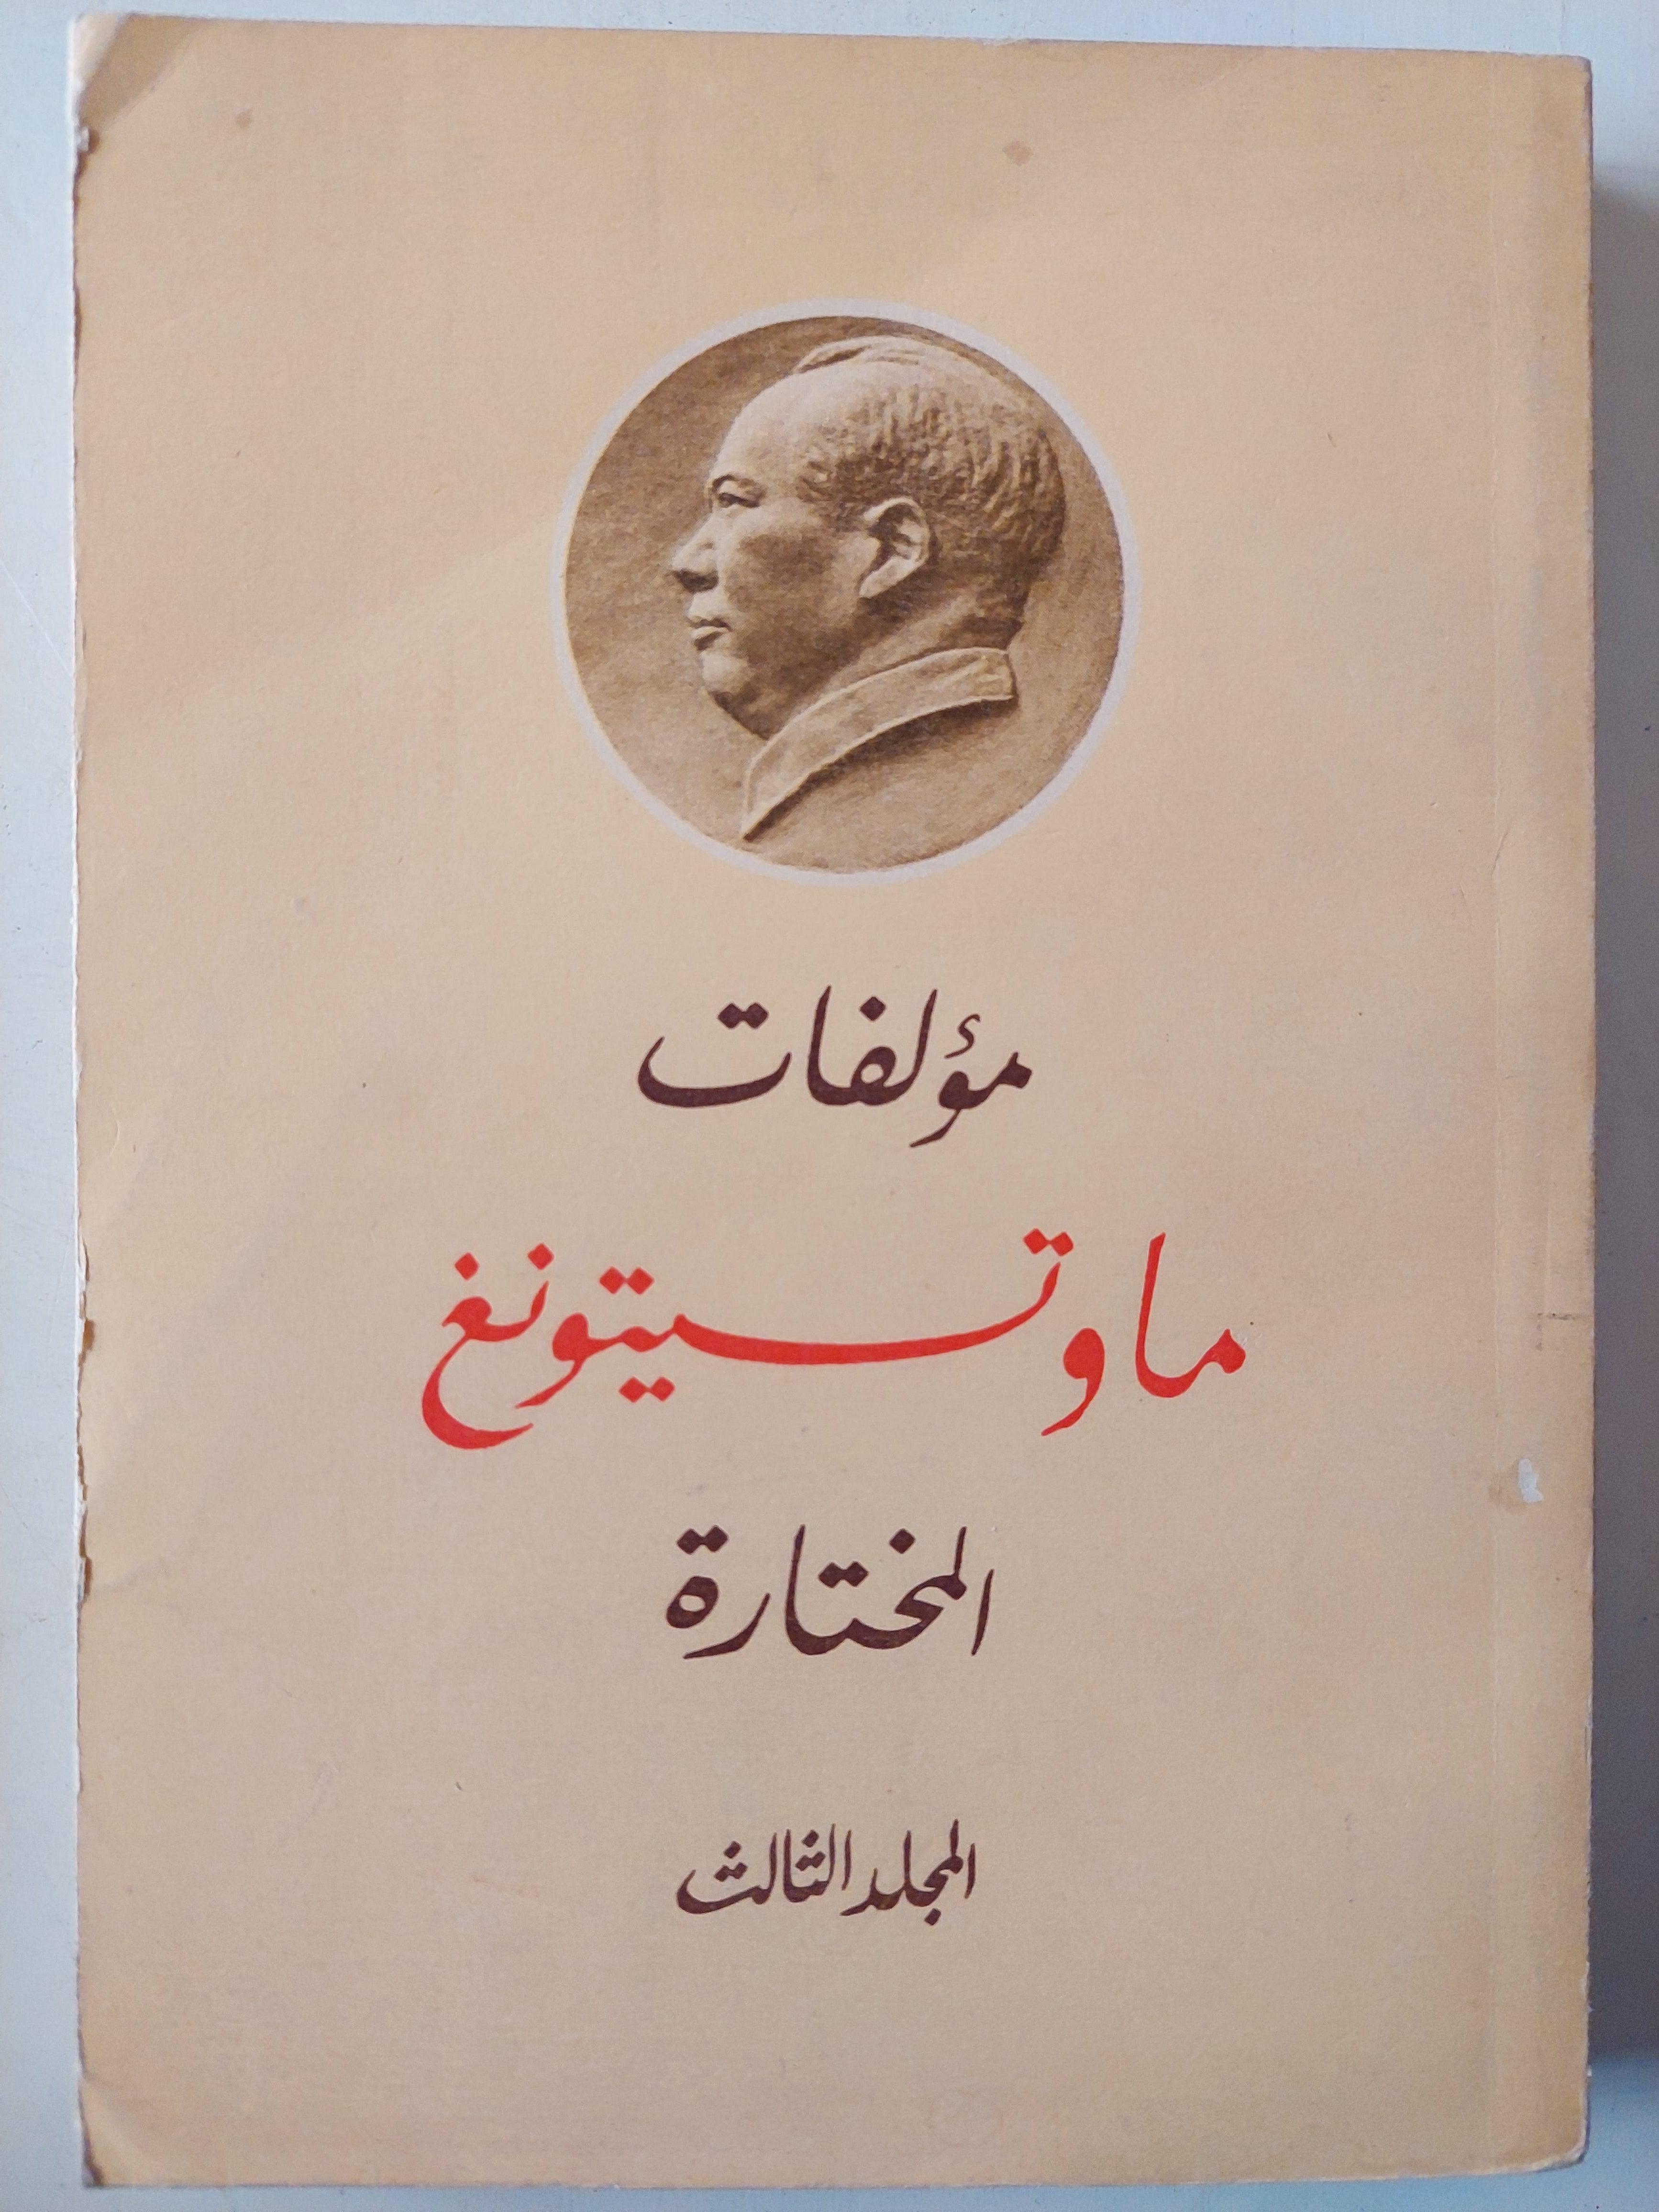 مؤلفات
ماوتسيتونغ
المختارة
المجلد الثالث